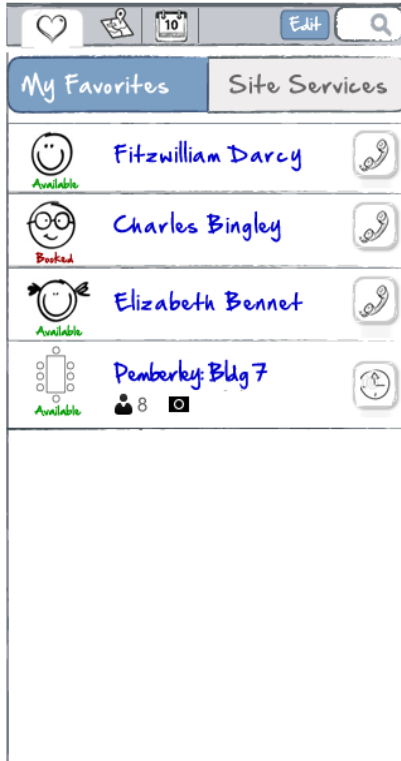 10
Edit
My Favorites
Site Services
Fitzwilliam Darcy
Available
Charles Bingley
Booked
Elizabeth Bennet
Available
Pemberley: Bldg 7
8
Available